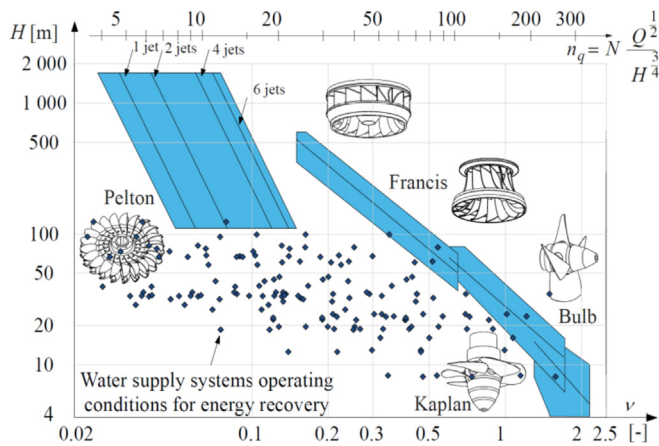 H [m]
5 10 20 50 100 200 300
n_q = N Q^{1/2} / H^{3/4}
2 000
1 000
500
100
50
20
10
4
1 jet
2 jets
4 jets
6 jets
Pelton
Francis
Bulb
Kaplan
Water supply systems operating
conditions for energy recovery
0.02 0.1 0.2 0.3 0.5 1 2 2.5
ν
[-]